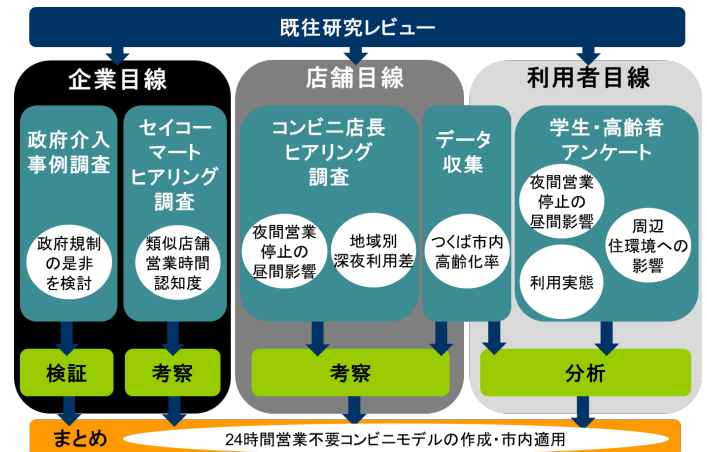 既往研究レビュー
企業目線
店舗目線
利用者目線
政府介入
事例調査
政府規制
の是非
を検討
セイコー
マート
ヒアリング
調査
類似店舗
営業時間
認知度
コンビニ店長
ヒアリング
調査
夜間営業
停止の
昼間影響
地域別
深夜利用差
データ
収集
つくば市内
高齢化率
学生・高齢者
アンケート
夜間営業
停止の
昼間影響
周辺
住環境への
影響
利用実態
検証
考察
考察
分析
まとめ
24時間営業不要コンビニモデルの作成・市内適用